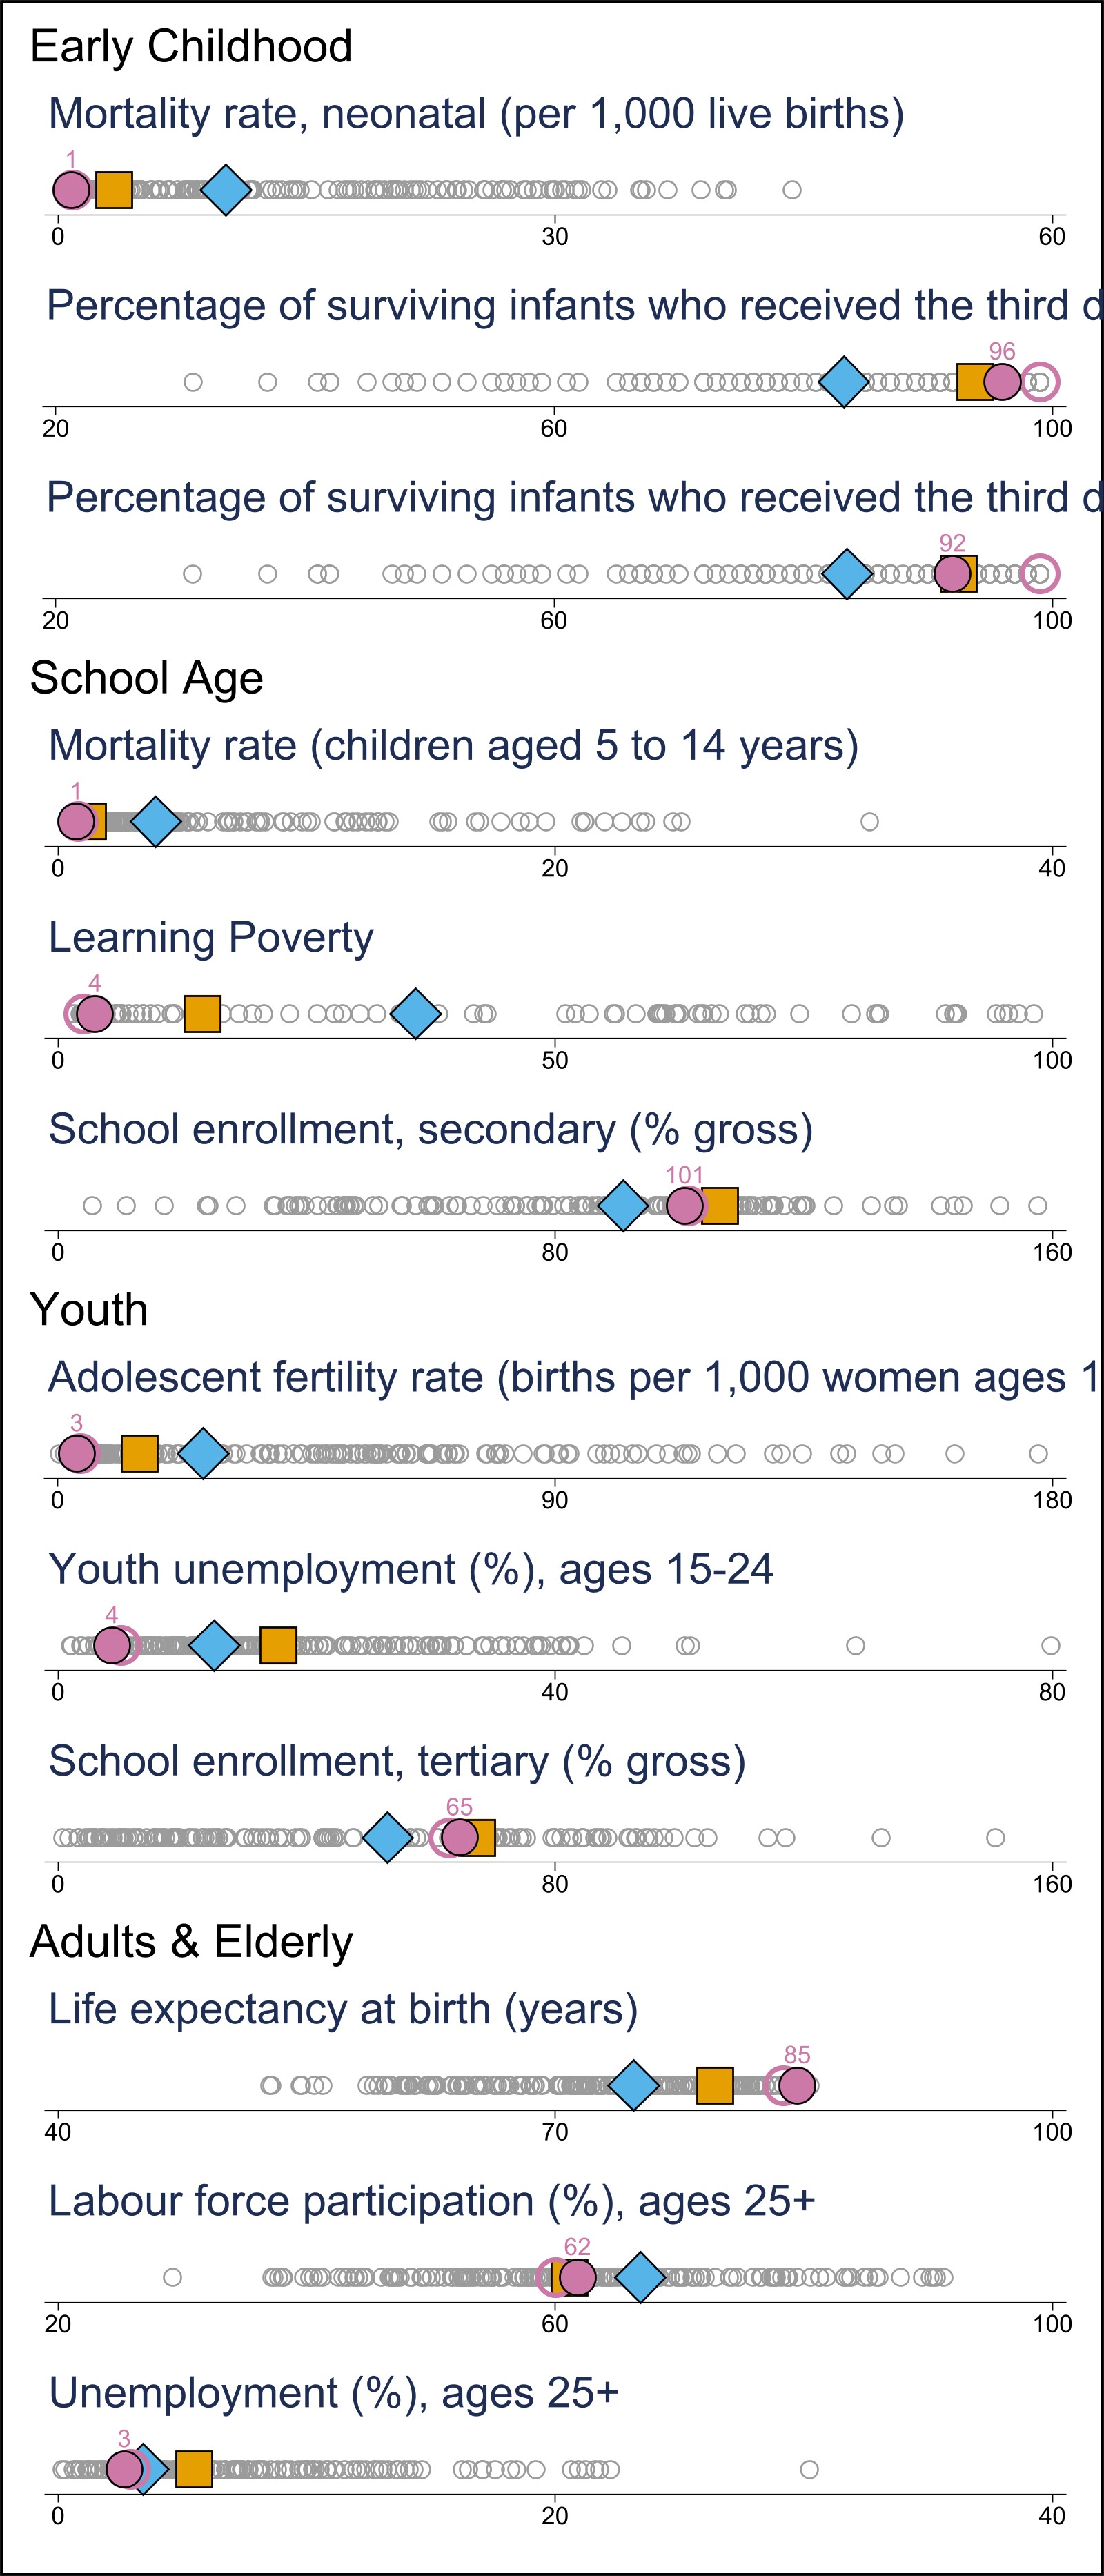 Early Childhood
Mortality rate, neonatal (per 1,000 live births)
1
0 30 60
Percentage of surviving infants who received the third d
96
20 60 100
Percentage of surviving infants who received the third d
92
20 60 100
School Age
Mortality rate (children aged 5 to 14 years)
1
0 20 40
Learning Poverty
4
0 50 100
School enrollment, secondary (% gross)
101
0 80 160
Youth
Adolescent fertility rate (births per 1,000 women ages 1
3
0 90 180
Youth unemployment (%), ages 15-24
4
0 40 80
School enrollment, tertiary (% gross)
65
0 80 160
Adults & Elderly
Life expectancy at birth (years)
85
40 70 100
Labour force participation (%), ages 25+
62
20 60 100
Unemployment (%), ages 25+
3
0 20 40